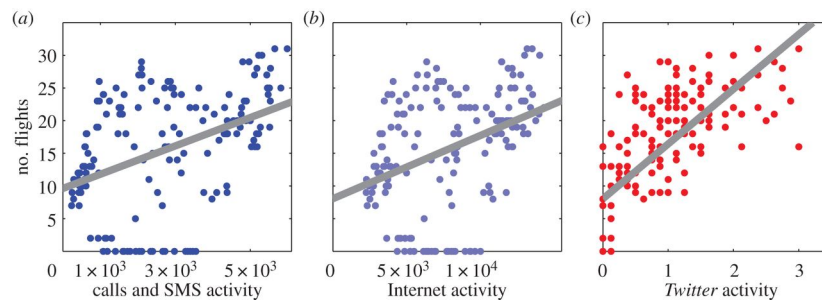 (a) (b) (c)
30
25
20
15
10
5
no. flights
0 1 × 10³ 3 × 10³ 5 × 10³
calls and SMS activity
0 5 × 10³ 1 × 10⁴
Internet activity
0 1 2 3
Twitter activity